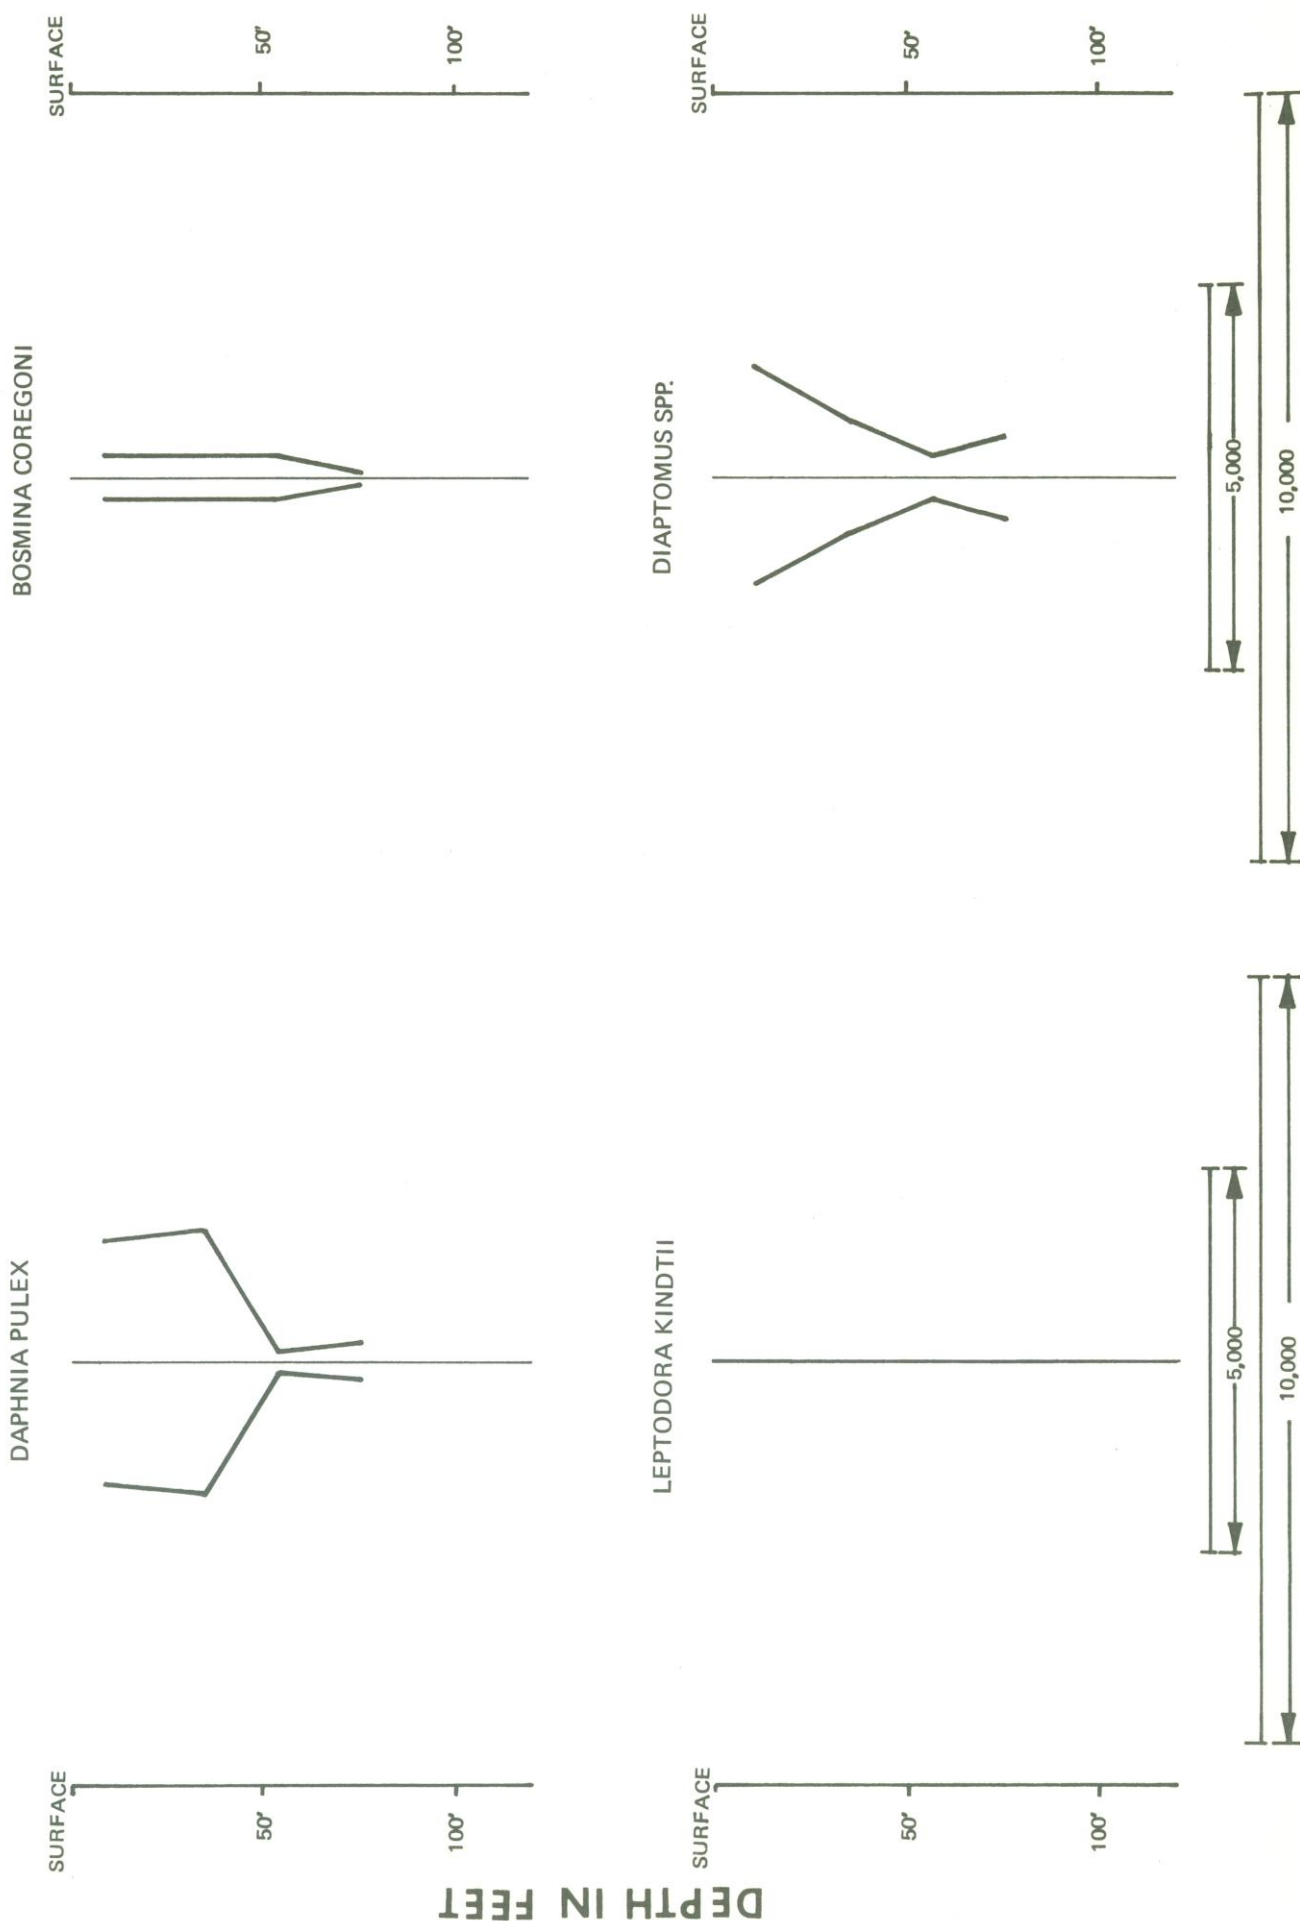 DAPHNIA PULEX
BOSMINA COREGONI
SURFACE
50'
100'
SURFACE
50'
100'
LEPTODORA KINDTII
DIAPTOMUS SPP.
SURFACE
50'
100'
SURFACE
50'
100'
DEPTH IN FEET
5,000
10,000
5,000
10,000